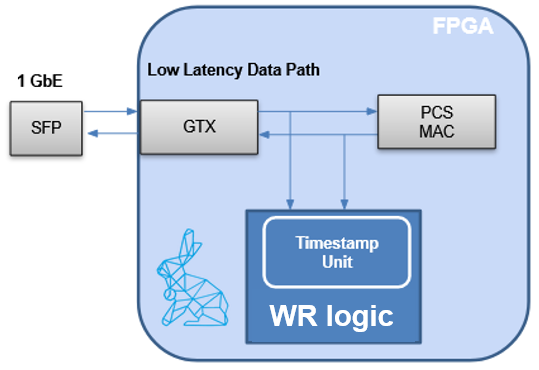 FPGA
Low Latency Data Path
1 GbE
SFP
GTX
PCS
MAC
Timestamp
Unit
WR logic